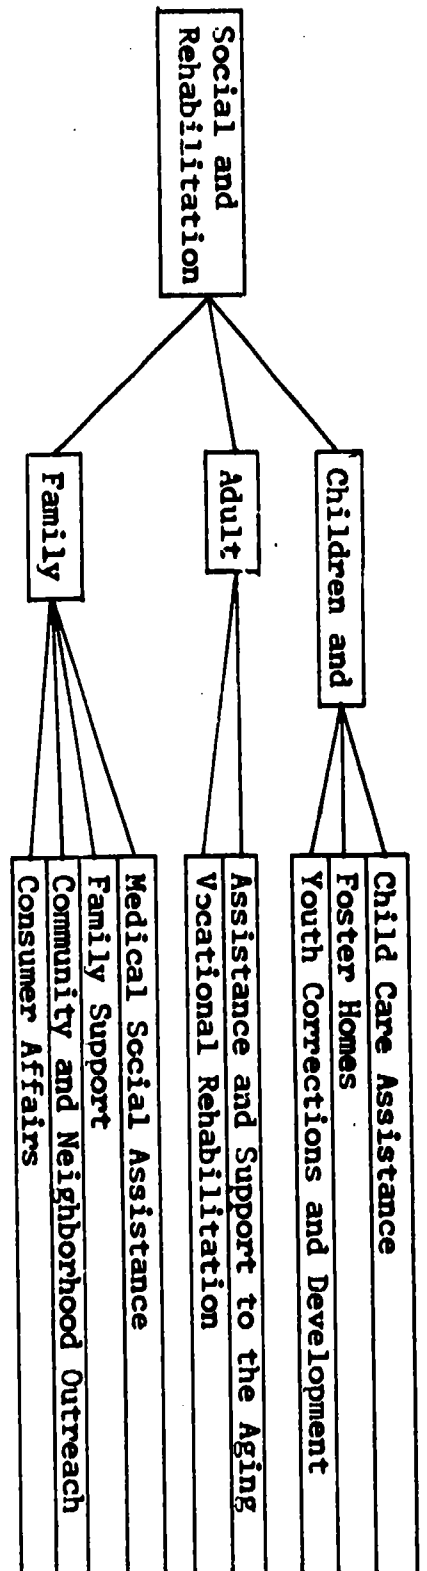 Social and
Rehabilitation
Children and
Child Care Assistance
Foster Homes
Youth Corrections and Development
Adult
Assistance and Support to the Aging
Vocational Rehabilitation
Family
Medical Social Assistance
Family Support
Community and Neighborhood Outreach
Consumer Affairs